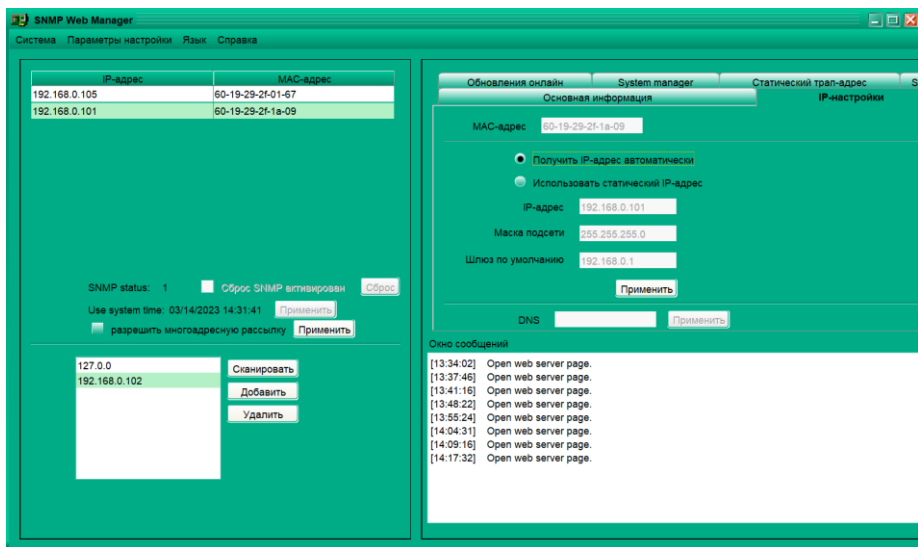 SNMP Web Manager
Система Параметры настройки Язык Справка
IP-адрес MAC-адрес
192.168.0.105 60-19-29-2f-01-67
192.168.0.101 60-19-29-2f-1a-09
SNMP status: 1 Сброс SNMP активирован Сброс
Use system time: 03/14/2023 14:31:41 Применить
разрешить многоадресную рассылку Применить
127.0.0
192.168.0.102
Сканировать
Добавить
Удалить
Обновления онлайн System manager Статический трап-адрес S
Основная информация IP-настройки
MAC-адрес 60-19-29-2f-1a-09
Получить IP-адрес автоматически
Использовать статический IP-адрес
IP-адрес 192.168.0.101
Маска подсети 255.255.255.0
Шлюз по умолчанию 192.168.0.1
Применить
DNS Применить
Окно сообщений
[13:34:02] Open web server page.
[13:37:46] Open web server page.
[13:41:16] Open web server page.
[13:48:22] Open web server page.
[13:55:24] Open web server page.
[14:04:31] Open web server page.
[14:09:16] Open web server page.
[14:17:32] Open web server page.